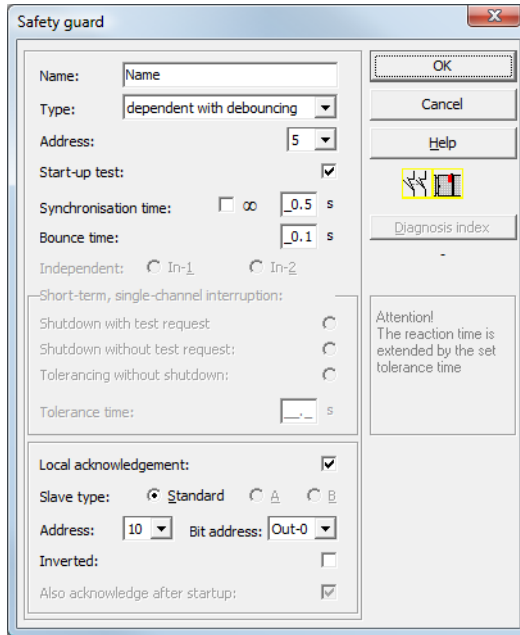 Safety guard
Name: Name
Type: dependent with debouncing
Address: 5
Start-up test:
Synchronisation time: ∞ _0.5 s
Bounce time: _0.1 s
Independent: In-1 In-2
Short-term, single-channel interruption:
Shutdown with test request
Shutdown without test request:
Tolerancing without shutdown:
Tolerance time: __._ s
Local acknowledgement:
Slave type: Standard A B
Address: 10 Bit address: Out-0
Inverted:
Also acknowledge after startup:
OK
Cancel
Help
Diagnosis index
-
Attention!
The reaction time is
extended by the set
tolerance time